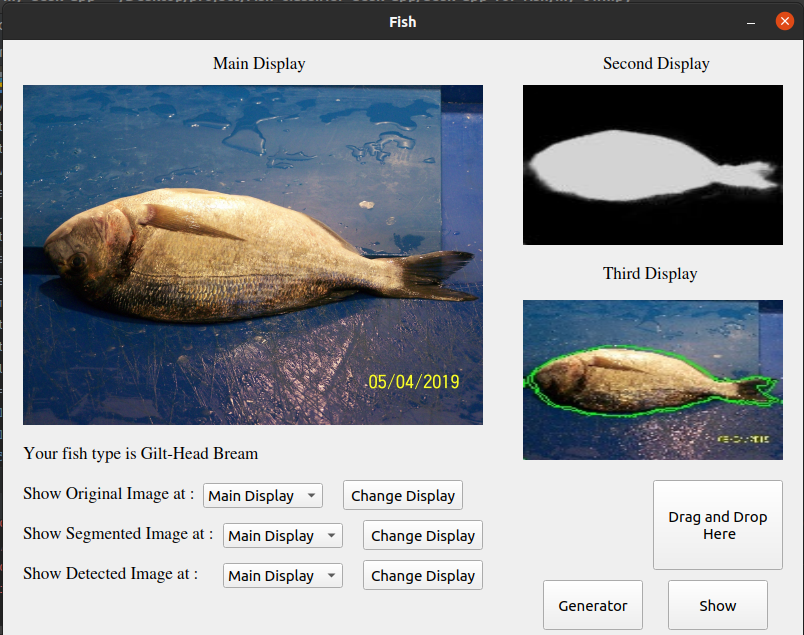 Fish
Main Display
Second Display
05/04/2019
Third Display
Your fish type is Gilt-Head Bream
Show Original Image at :
Main Display
Change Display
Show Segmented Image at :
Main Display
Change Display
Show Detected Image at :
Main Display
Change Display
Drag and Drop
Here
Generator
Show